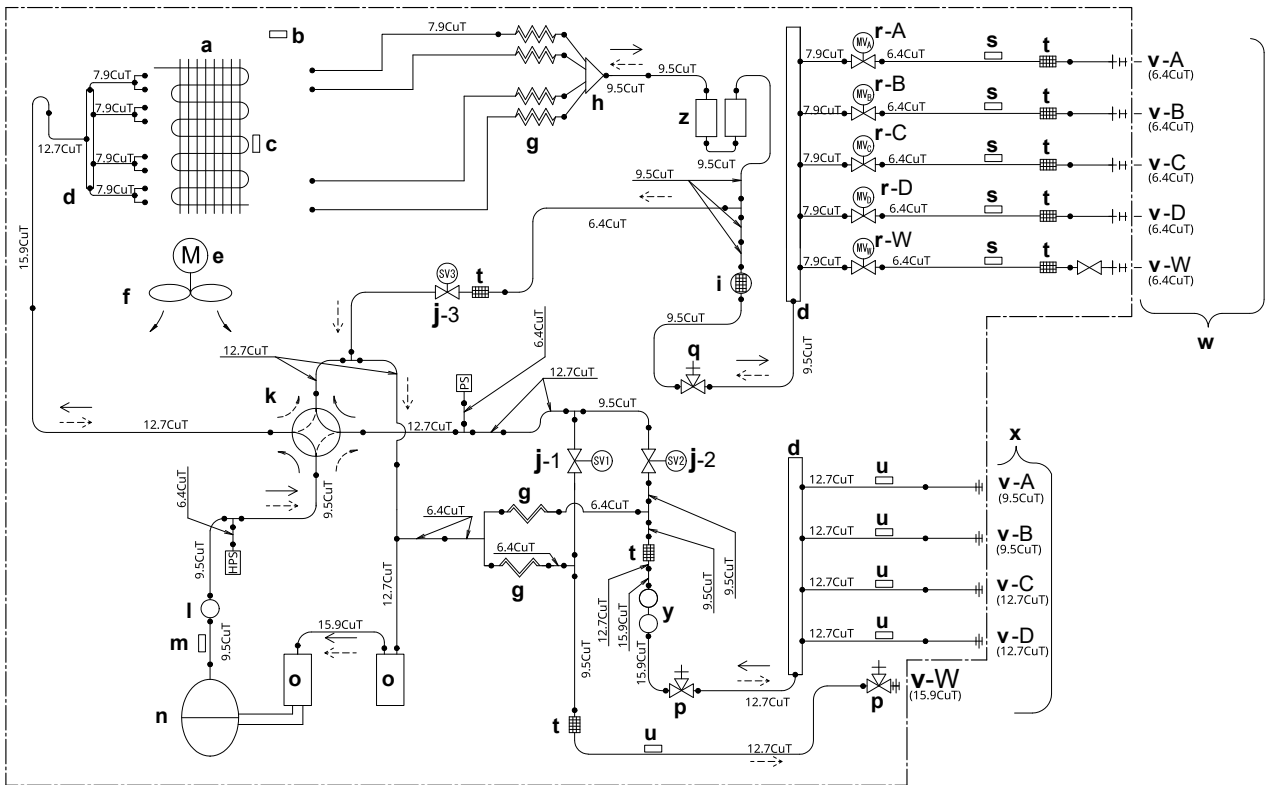 a
b
7.9CuT
h
9.5CuT
9.5CuT
g
z
9.5CuT
7.9CuT
7.9CuT
7.9CuT
7.9CuT
c
12.7CuT
d
15.9CuT
M
e
f
7.9CuT
MVA
r-A
6.4CuT
s
t
v-A
(6.4CuT)
7.9CuT
MVB
r-B
6.4CuT
s
t
v-B
(6.4CuT)
7.9CuT
MVC
r-C
6.4CuT
s
t
v-C
(6.4CuT)
7.9CuT
MVD
r-D
6.4CuT
s
t
v-D
(6.4CuT)
7.9CuT
MVW
r-W
6.4CuT
s
t
v-W
(6.4CuT)
w
d
9.5CuT
9.5CuT
6.4CuT
SV3
j-3
t
i
9.5CuT
q
12.7CuT
6.4CuT
PS
12.7CuT
k
12.7CuT
12.7CuT
9.5CuT
j-1
SV1
SV2
j-2
6.4CuT
9.5CuT
HPS
9.5CuT
l
m
9.5CuT
n
o
15.9CuT
o
12.7CuT
6.4CuT
g
6.4CuT
6.4CuT
g
t
12.7CuT
15.9CuT
9.5CuT
9.5CuT
y
15.9CuT
9.5CuT
p
12.7CuT
d
x
12.7CuT
u
v-A
(9.5CuT)
12.7CuT
u
v-B
(9.5CuT)
12.7CuT
u
v-C
(12.7CuT)
12.7CuT
u
v-D
(12.7CuT)
p
v-W
(15.9CuT)
t
u
12.7CuT